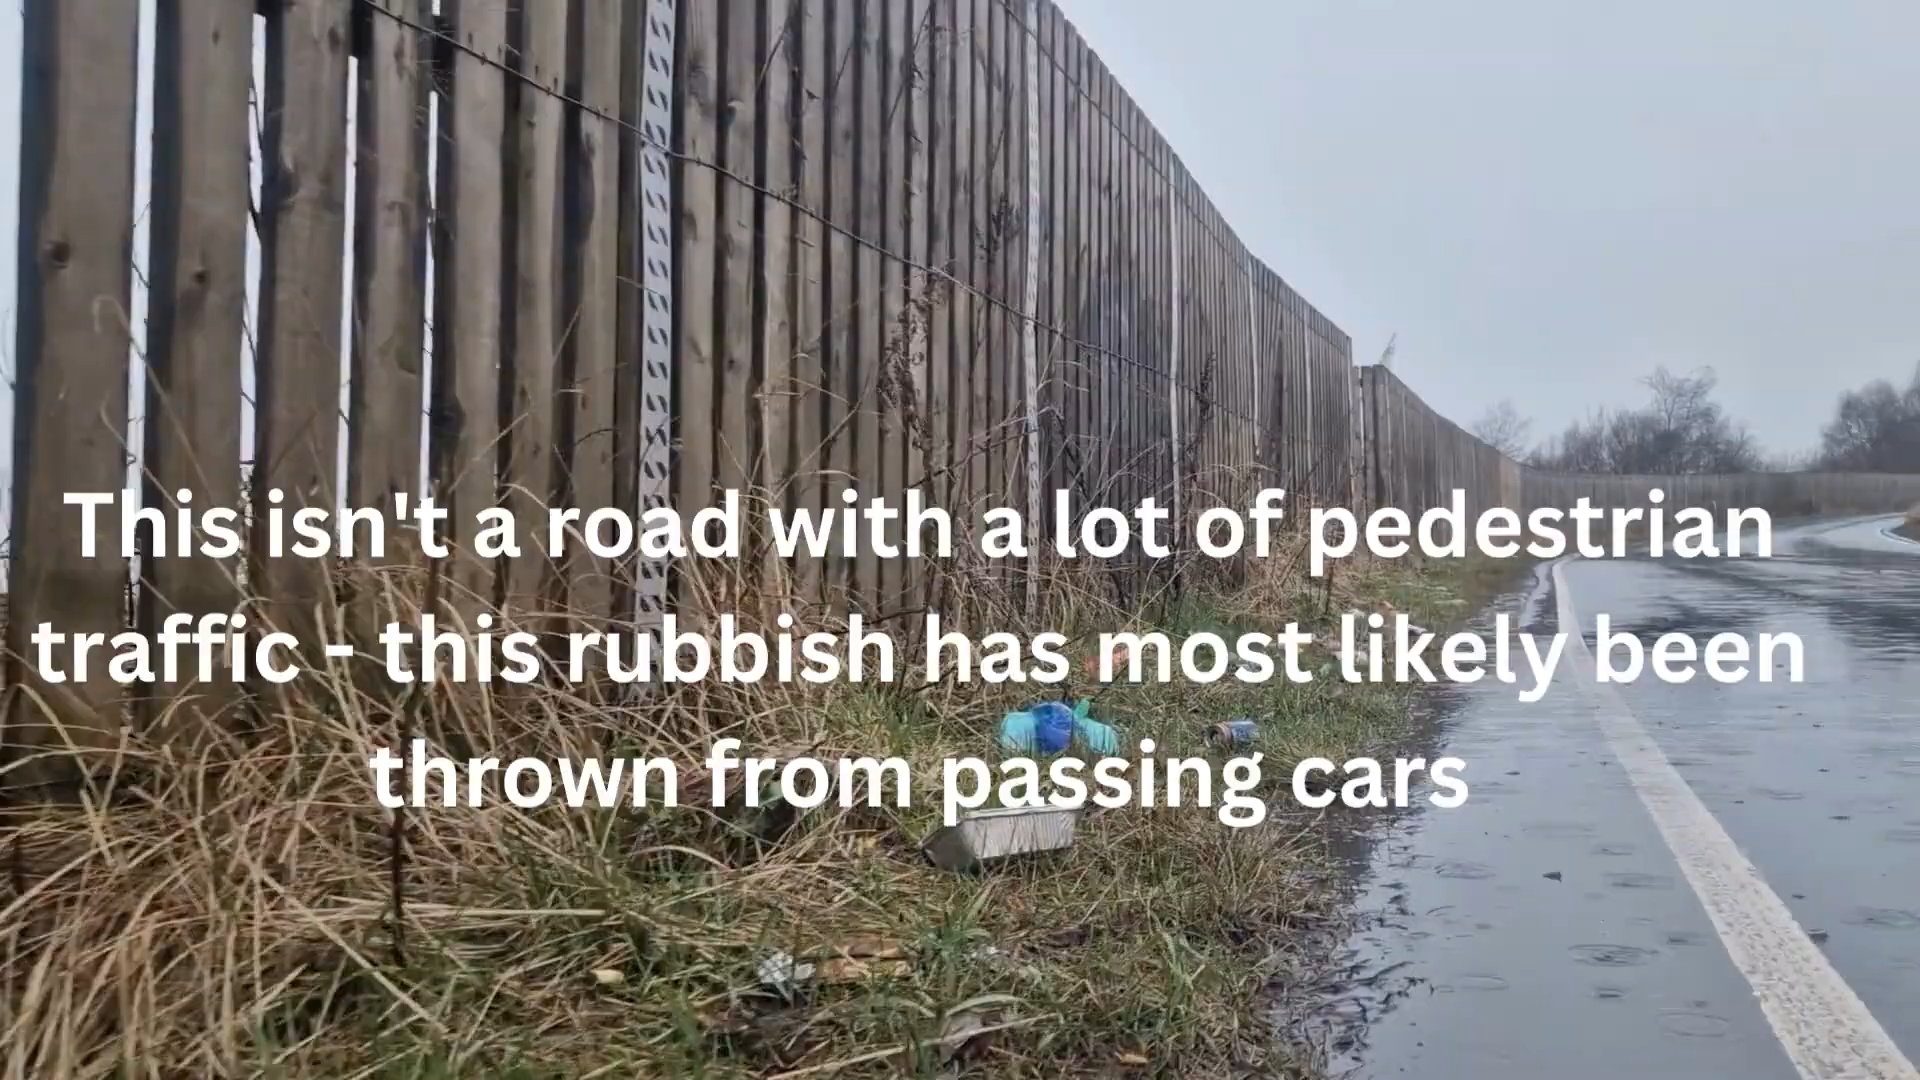 This isn't a road with a lot of pedestrian
traffic - this rubbish has most likely been
thrown from passing cars